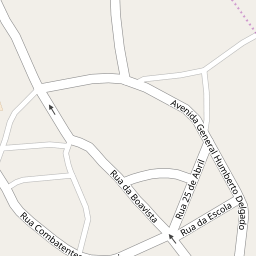 Avenida General Humberto Delgado
Rua da Boavista
Rua 25 de Abril
Rua da Escola
Rua Combatentes